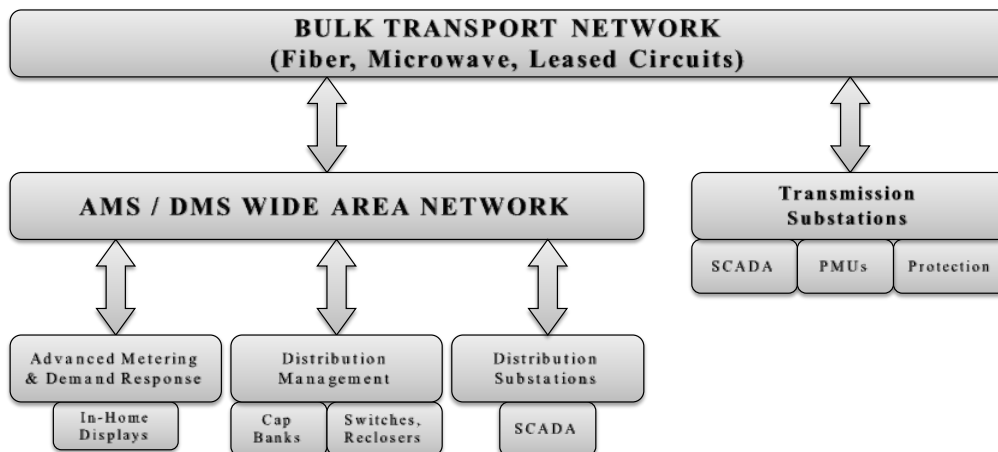 BULK TRANSPORT NETWORK
(Fiber, Microwave, Leased Circuits)
AMS / DMS WIDE AREA NETWORK
Transmission
Substations
SCADA
PMUs
Protection
Advanced Metering
& Demand Response
In-Home
Displays
Distribution
Management
Cap
Banks
Switches,
Reclosers
Distribution
Substations
SCADA